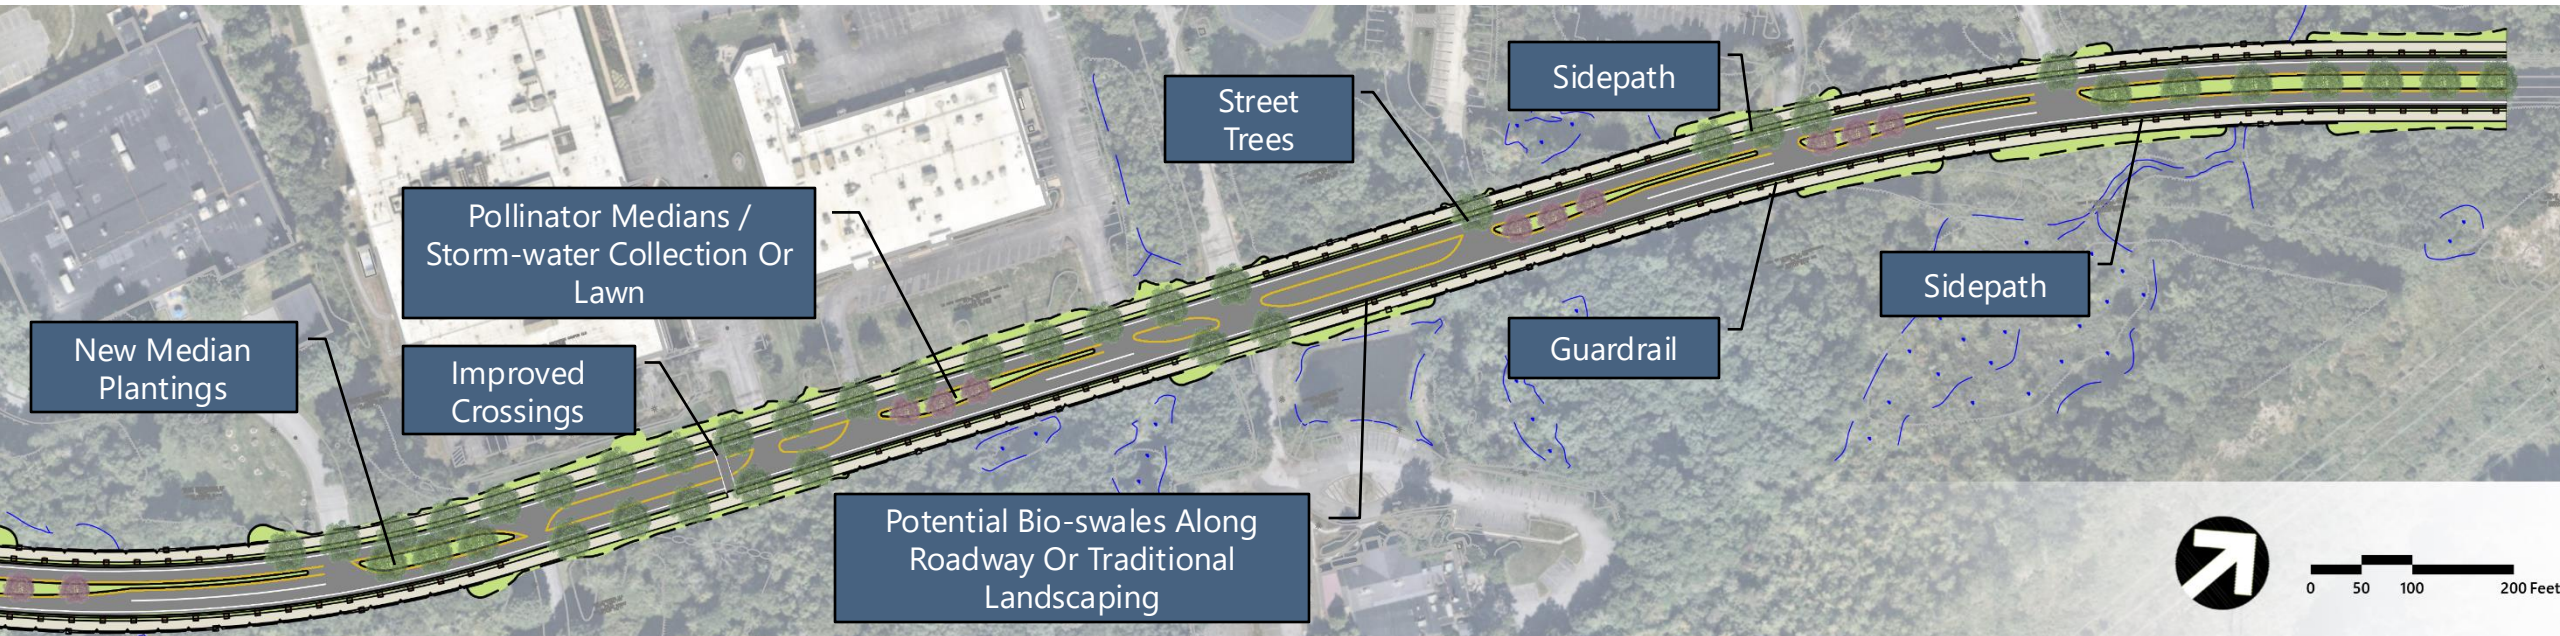 Sidepath
Street
Trees
Pollinator Medians /
Storm-water Collection Or
Lawn
Sidepath
New Median
Plantings
Improved
Crossings
Guardrail
Potential Bio-swales Along
Roadway Or Traditional
Landscaping
0 50 100 200 Feet